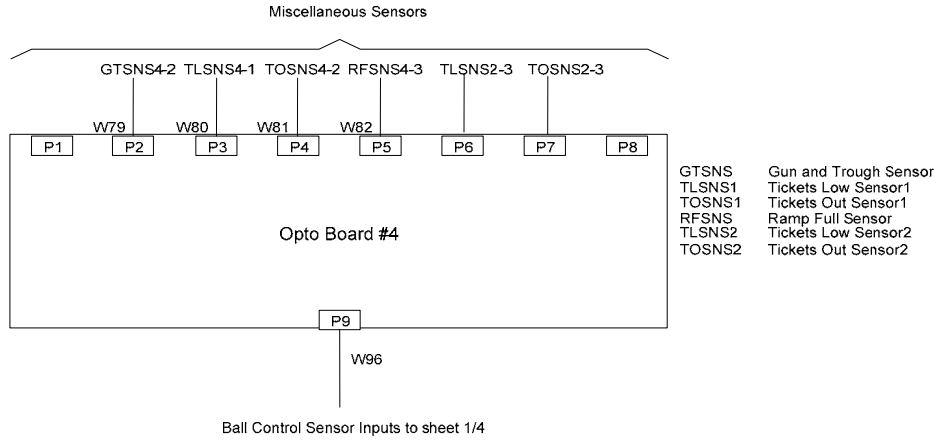 Miscellaneous Sensors
GTSNS4-2 TLSNS4-1 TOSNS4-2 RFSNS4-3 TLSNS2-3 TOSNS2-3
W79 W80 W81 W82
P1 P2 P3 P4 P5 P6 P7 P8
GTSNS Gun and Trough Sensor
TLSNS1 Tickets Low Sensor1
TOSNS1 Tickets Out Sensor1
RFSNS Ramp Full Sensor
TLSNS2 Tickets Low Sensor2
TOSNS2 Tickets Out Sensor2
Opto Board #4
P9
W96
Ball Control Sensor Inputs to sheet 1/4